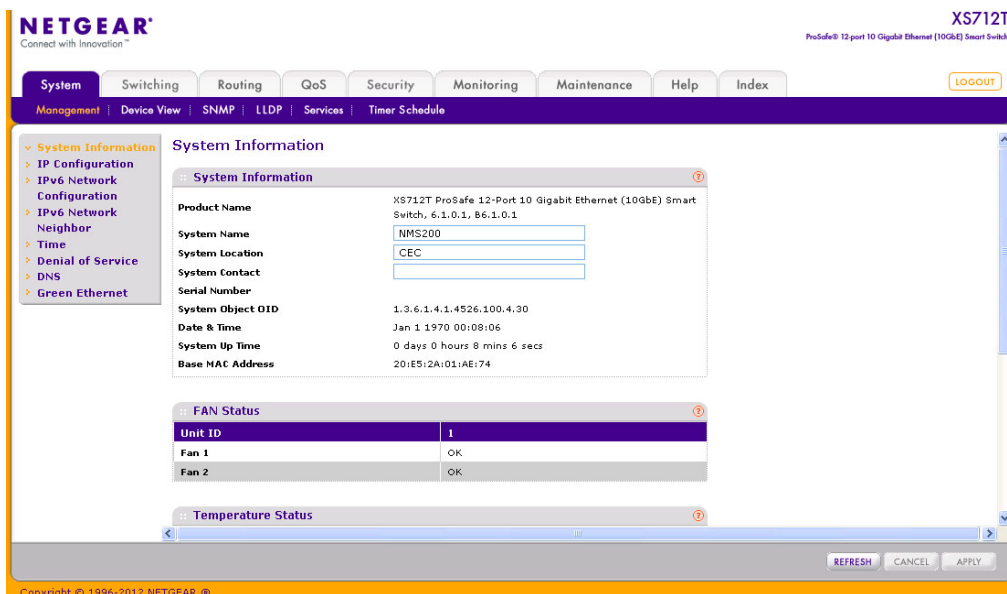 NETGEAR®
Connect with Innovation™
XS712T
ProSafe® 12-port 10 Gigabit Ethernet (10GbE) Smart Switch
System Switching Routing QoS Security Monitoring Maintenance Help Index LOGOUT
Management Device View SNMP LLDP Services Timer Schedule
System Information
IP Configuration
IPv6 Network
Configuration
IPv6 Network
Neighbor
Time
Denial of Service
DNS
Green Ethernet
System Information
System Information
Product Name XS712T ProSafe 12-Port 10 Gigabit Ethernet (10GbE) Smart
Switch, 6.1.0.1, B6.1.0.1
System Name NMS200
System Location CEC
System Contact
Serial Number
System Object OID 1.3.6.1.4.1.4526.100.4.30
Date & Time Jan 1 1970 00:08:06
System Up Time 0 days 0 hours 8 mins 6 secs
Base MAC Address 20:E5:2A:01:AE:74
FAN Status
Unit ID 1
Fan 1 OK
Fan 2 OK
Temperature Status
REFRESH CANCEL APPLY
Copyright © 1996-2012 NETGEAR ®